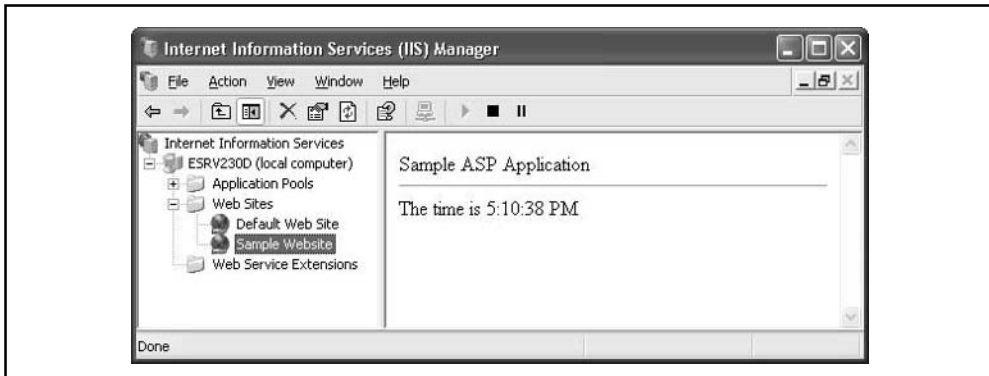 Internet Information Services (IIS) Manager
File Action View Window Help
Internet Information Services
ESRV230D (local computer)
Application Pools
Web Sites
Default Web Site
Sample Website
Web Service Extensions
Sample ASP Application
The time is 5:10:38 PM
Done